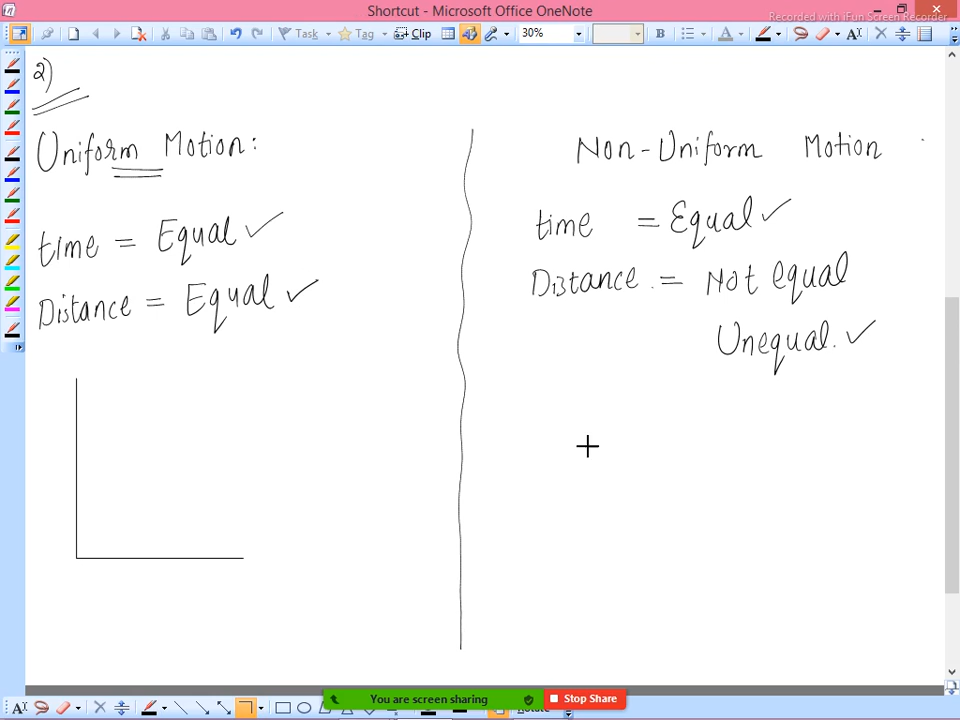 Shortcut - Microsoft Office OneNote
Recorded with iFun Screen Recorder
Task Tag Clip 30% B A A
2)
Uniform Motion:
time = Equal ✓
Distance = Equal ✓
Non-Uniform Motion
time = Equal ✓
Distance = Not equal
Unequal. ✓
You are screen sharing
Stop Share